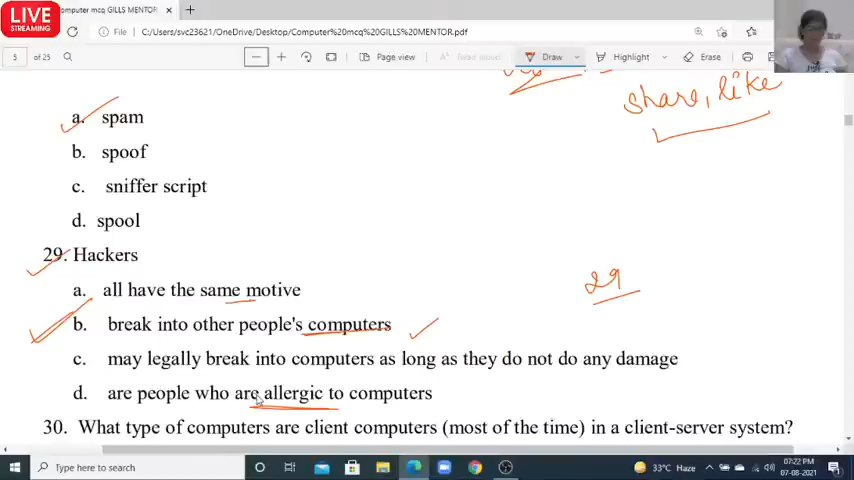 LIVE
STREAMING
Computer mcq GILLS MENTOR.pdf
File
C:/Users/svc23621/OneDrive/Desktop/Computer%20mcq%20GILLS%20MENTOR.pdf
5
of 25
Page view
Read aloud
Draw
Highlight
Erase
share, like
a. spam
b. spoof
c. sniffer script
d. spool
29. Hackers
29
a. all have the same motive
b. break into other people's computers
c. may legally break into computers as long as they do not do any damage
d. are people who are allergic to computers
30. What type of computers are client computers (most of the time) in a client-server system?
Type here to search
33°C Haze
07:22 PM
07-08-2021